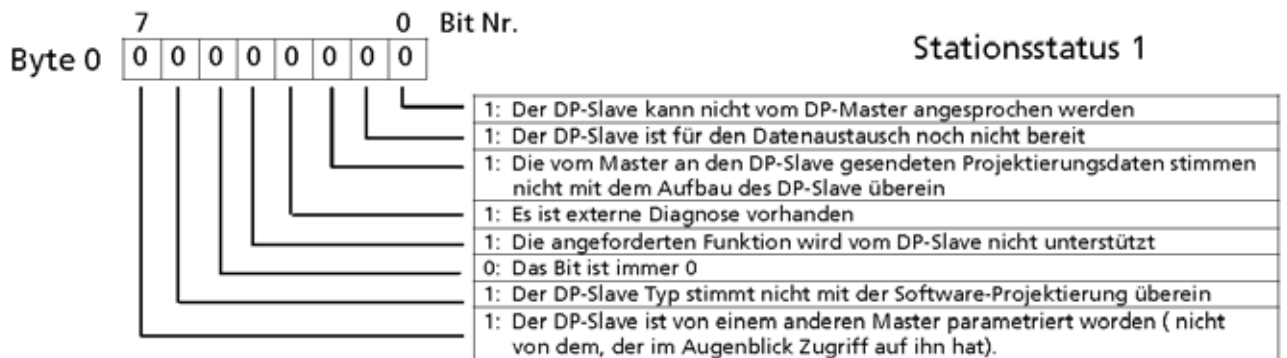 7 0 Bit Nr.
Byte 0 0 0 0 0 0 0 0 0
Stationsstatus 1
1: Der DP-Slave kann nicht vom DP-Master angesprochen werden
1: Der DP-Slave ist für den Datenaustausch noch nicht bereit
1: Die vom Master an den DP-Slave gesendeten Projektierungsdaten stimmen
nicht mit dem Aufbau des DP-Slave überein
1: Es ist externe Diagnose vorhanden
1: Die angeforderten Funktion wird vom DP-Slave nicht unterstützt
0: Das Bit ist immer 0
1: Der DP-Slave Typ stimmt nicht mit der Software-Projektierung überein
1: Der DP-Slave ist von einem anderen Master parametriert worden ( nicht
von dem, der im Augenblick Zugriff auf ihn hat).